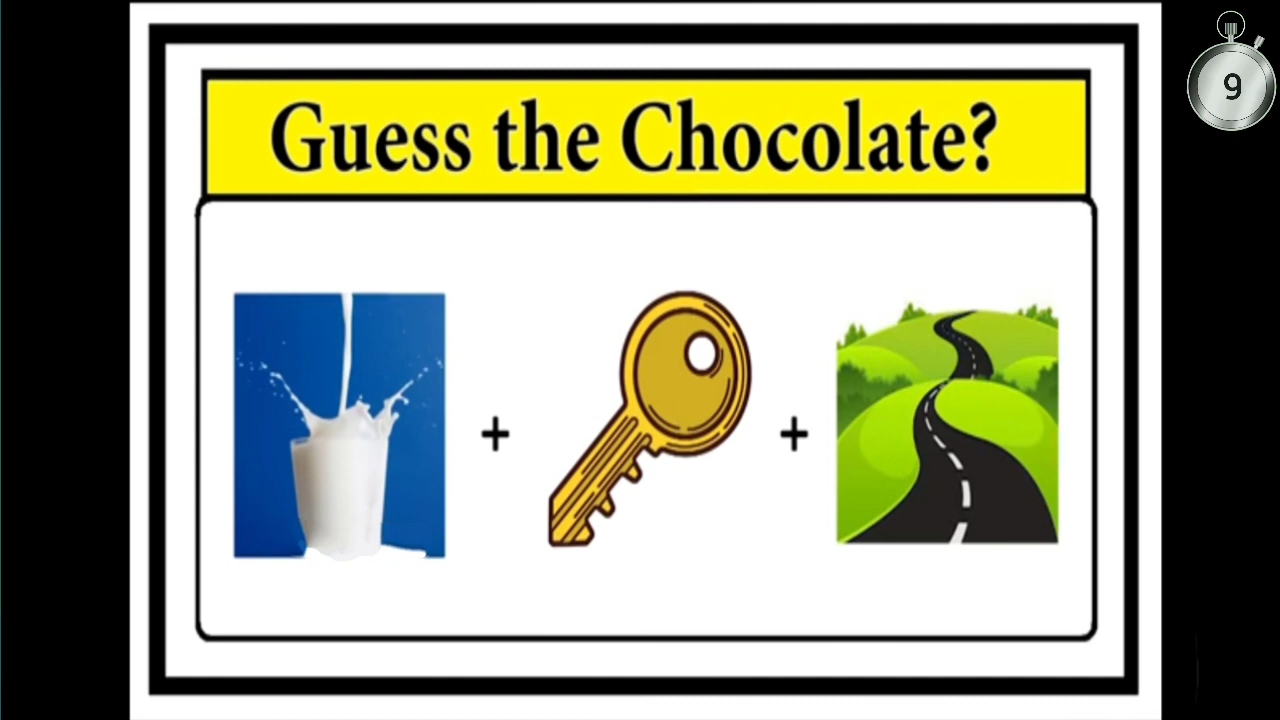 Guess the Chocolate?
9
+ +